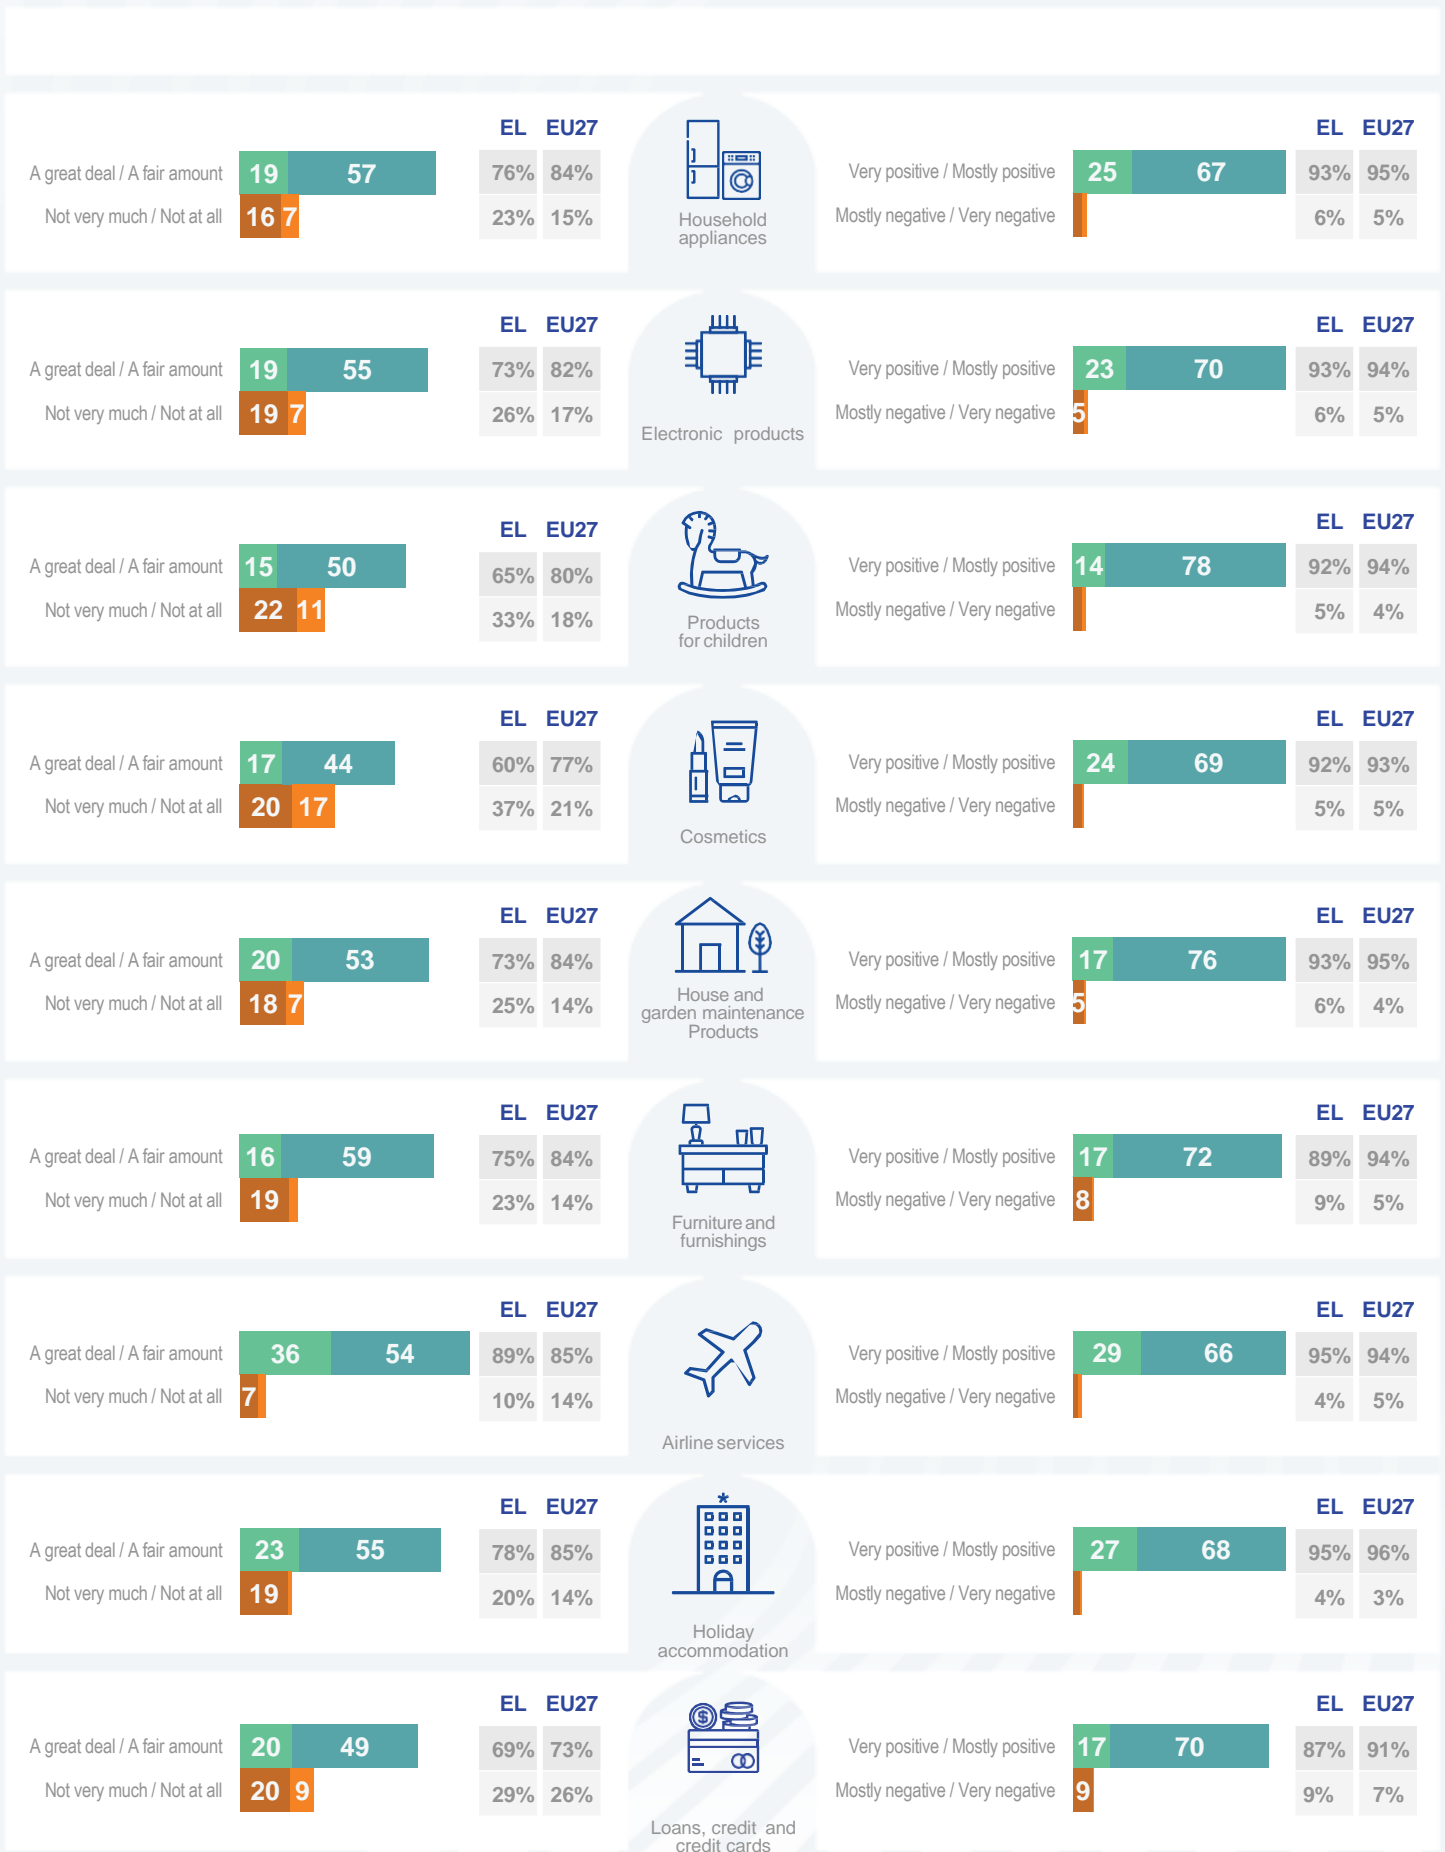 EL EU27
A great deal / A fair amount 19 57 76% 84%
Not very much / Not at all 16 7 23% 15%
Household
appliances
EL EU27
Very positive / Mostly positive 25 67 93% 95%
Mostly negative / Very negative 6% 5%
EL EU27
A great deal / A fair amount 19 55 73% 82%
Not very much / Not at all 19 7 26% 17%
Electronic products
EL EU27
Very positive / Mostly positive 23 70 93% 94%
Mostly negative / Very negative 5 6% 5%
EL EU27
A great deal / A fair amount 15 50 65% 80%
Not very much / Not at all 22 11 33% 18%
Products
for children
EL EU27
Very positive / Mostly positive 14 78 92% 94%
Mostly negative / Very negative 5% 4%
EL EU27
A great deal / A fair amount 17 44 60% 77%
Not very much / Not at all 20 17 37% 21%
Cosmetics
EL EU27
Very positive / Mostly positive 24 69 92% 93%
Mostly negative / Very negative 5% 5%
EL EU27
A great deal / A fair amount 20 53 73% 84%
Not very much / Not at all 18 7 25% 14%
House and
garden maintenance
Products
EL EU27
Very positive / Mostly positive 17 76 93% 95%
Mostly negative / Very negative 5 6% 4%
EL EU27
A great deal / A fair amount 16 59 75% 84%
Not very much / Not at all 19 23% 14%
Furniture and
furnishings
EL EU27
Very positive / Mostly positive 17 72 89% 94%
Mostly negative / Very negative 8 9% 5%
EL EU27
A great deal / A fair amount 36 54 89% 85%
Not very much / Not at all 7 10% 14%
Airline services
EL EU27
Very positive / Mostly positive 29 66 95% 94%
Mostly negative / Very negative 4% 5%
EL EU27
A great deal / A fair amount 23 55 78% 85%
Not very much / Not at all 19 20% 14%
Holiday
accommodation
EL EU27
Very positive / Mostly positive 27 68 95% 96%
Mostly negative / Very negative 4% 3%
EL EU27
A great deal / A fair amount 20 49 69% 73%
Not very much / Not at all 20 9 29% 26%
Loans, credit and
credit cards
EL EU27
Very positive / Mostly positive 17 70 87% 91%
Mostly negative / Very negative 9 9% 7%